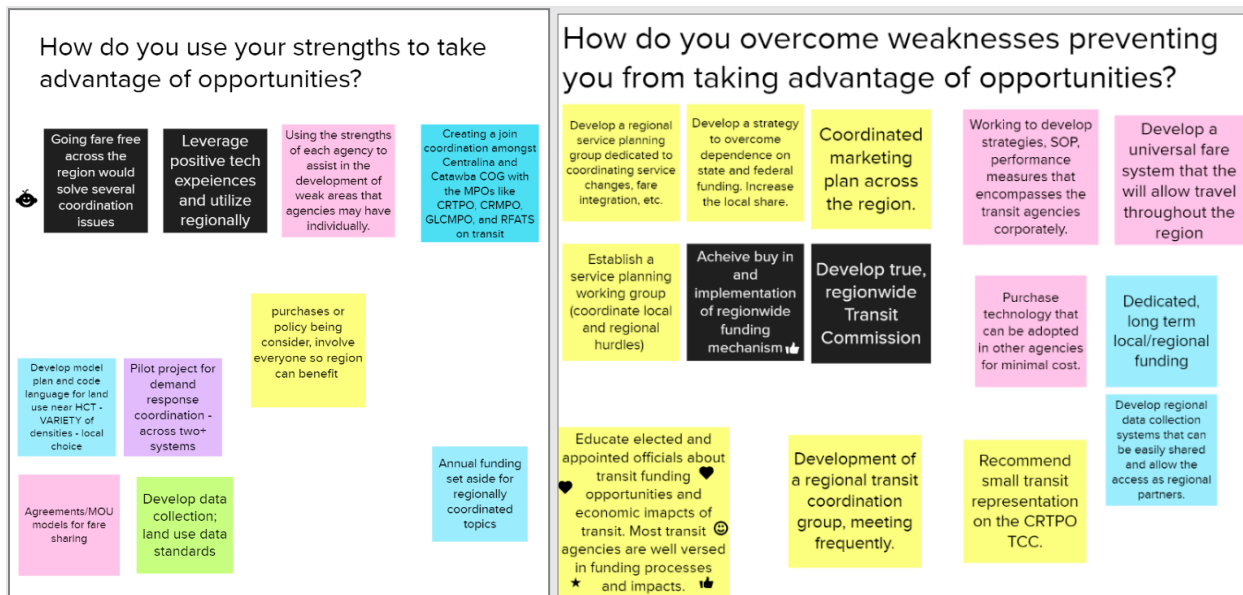 How do you use your strengths to take
advantage of opportunities?
Going fare free
across the
region would
solve several
coordination
issues
Leverage
positive tech
expeiences
and utilize
regionally
Using the strengths
of each agency to
assist in the
development of
weak areas that
agencies may have
individually.
Creating a join
coordination amongst
Centralina and
Catawba COG with
the MPOs like
CRTPO, CRMPO,
GLCMPO, and RFATS
on transit
purchases or
policy being
consider, involve
everyone so region
can benefit
Develop model
plan and code
language for land
use near HCT -
VARIETY of
densities - local
choice
Pilot project for
demand
response
coordination -
across two+
systems
Annual funding
set aside for
regionally
coordinated
topics
Agreements/MOU
models for fare
sharing
Develop data
collection;
land use data
standards
How do you overcome weaknesses preventing
you from taking advantage of opportunities?
Develop a regional
service planning
group dedicated to
coordinating service
changes, fare
integration, etc.
Develop a strategy
to overcome
dependence on
state and federal
funding. Increase
the local share.
Coordinated
marketing
plan across
the region.
Working to develop
strategies, SOP,
performance
measures that
encompasses the
transit agencies
corporately.
Develop a
universal fare
system that the
will allow travel
throughout the
region
Establish a
service planning
working group
(coordinate local
and regional
hurdles)
Acheive buy in
and
implementation
of regionwide
funding
mechanism
Develop true,
regionwide
Transit
Commission
Purchase
technology that
can be adopted
in other agencies
for minimal cost.
Dedicated,
long term
local/regional
funding
Develop regional
data collection
systems that can
be easily shared
and allow the
access as regional
partners.
Educate elected and
appointed officials about
transit funding
opportunities and
economic imapcts of
transit. Most transit
agencies are well versed
in funding processes
and impacts.
Development of
a regional transit
coordination
group, meeting
frequently.
Recommend
small transit
representation
on the CRTPO
TCC.